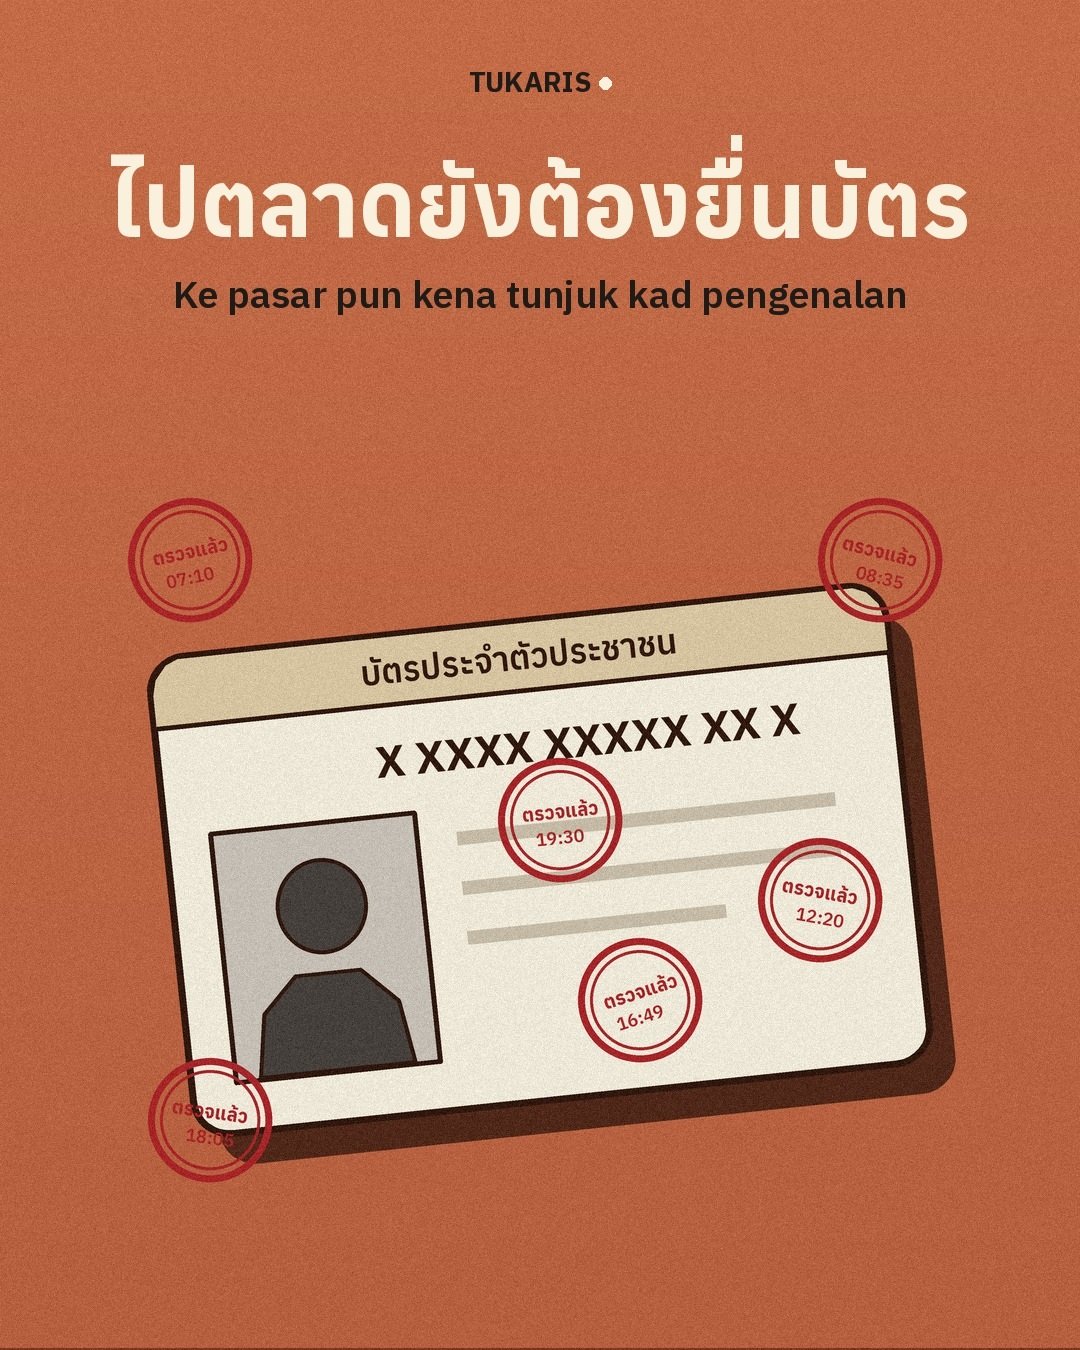 TUKARIS
ไปตลาดยังต้องยื่นบัตร
Ke pasar pun kena tunjuk kad pengenalan
ตรวจแล้ว
07:10
ตรวจแล้ว
08:35
บัตรประจำตัวประชาชน
X XXXX XXXXX XX X
ตรวจแล้ว
19:30
ตรวจแล้ว
12:20
ตรวจแล้ว
16:49
ตรวจแล้ว
18:05